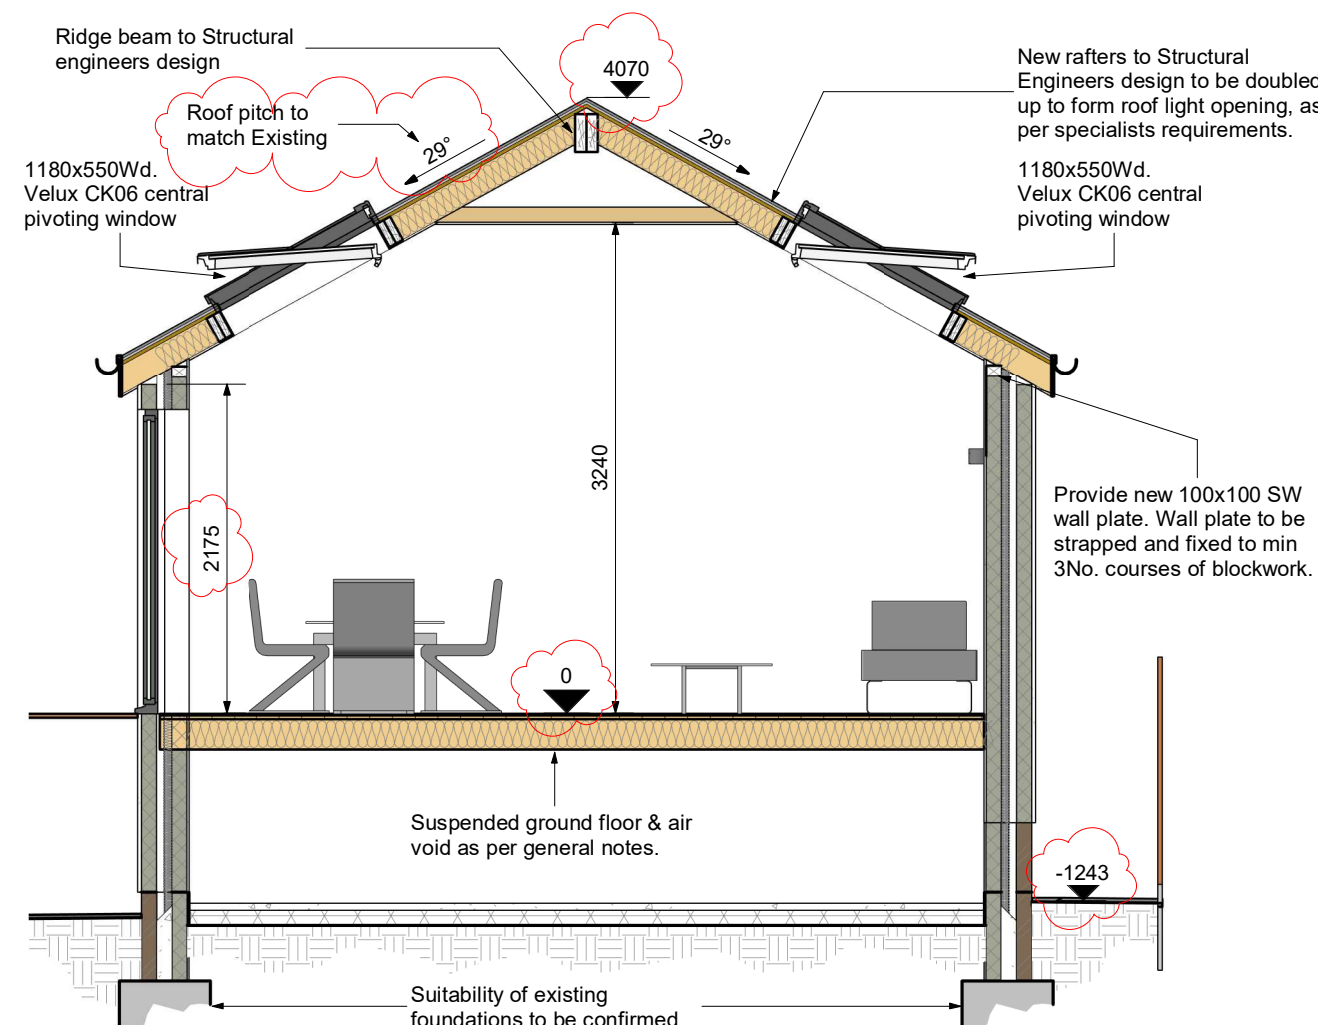 Ridge beam to Structural
engineers design
4070
New rafters to Structural
Engineers design to be doubled
up to form roof light opening, as
per specialists requirements.
Roof pitch to
match Existing
29°
29°
1180x550Wd.
Velux CK06 central
pivoting window
1180x550Wd.
Velux CK06 central
pivoting window
3240
2175
Provide new 100x100 SW
wall plate. Wall plate to be
strapped and fixed to min
3No. courses of blockwork.
0
Suspended ground floor & air
void as per general notes.
-1243
Suitability of existing
foundations to be confirmed